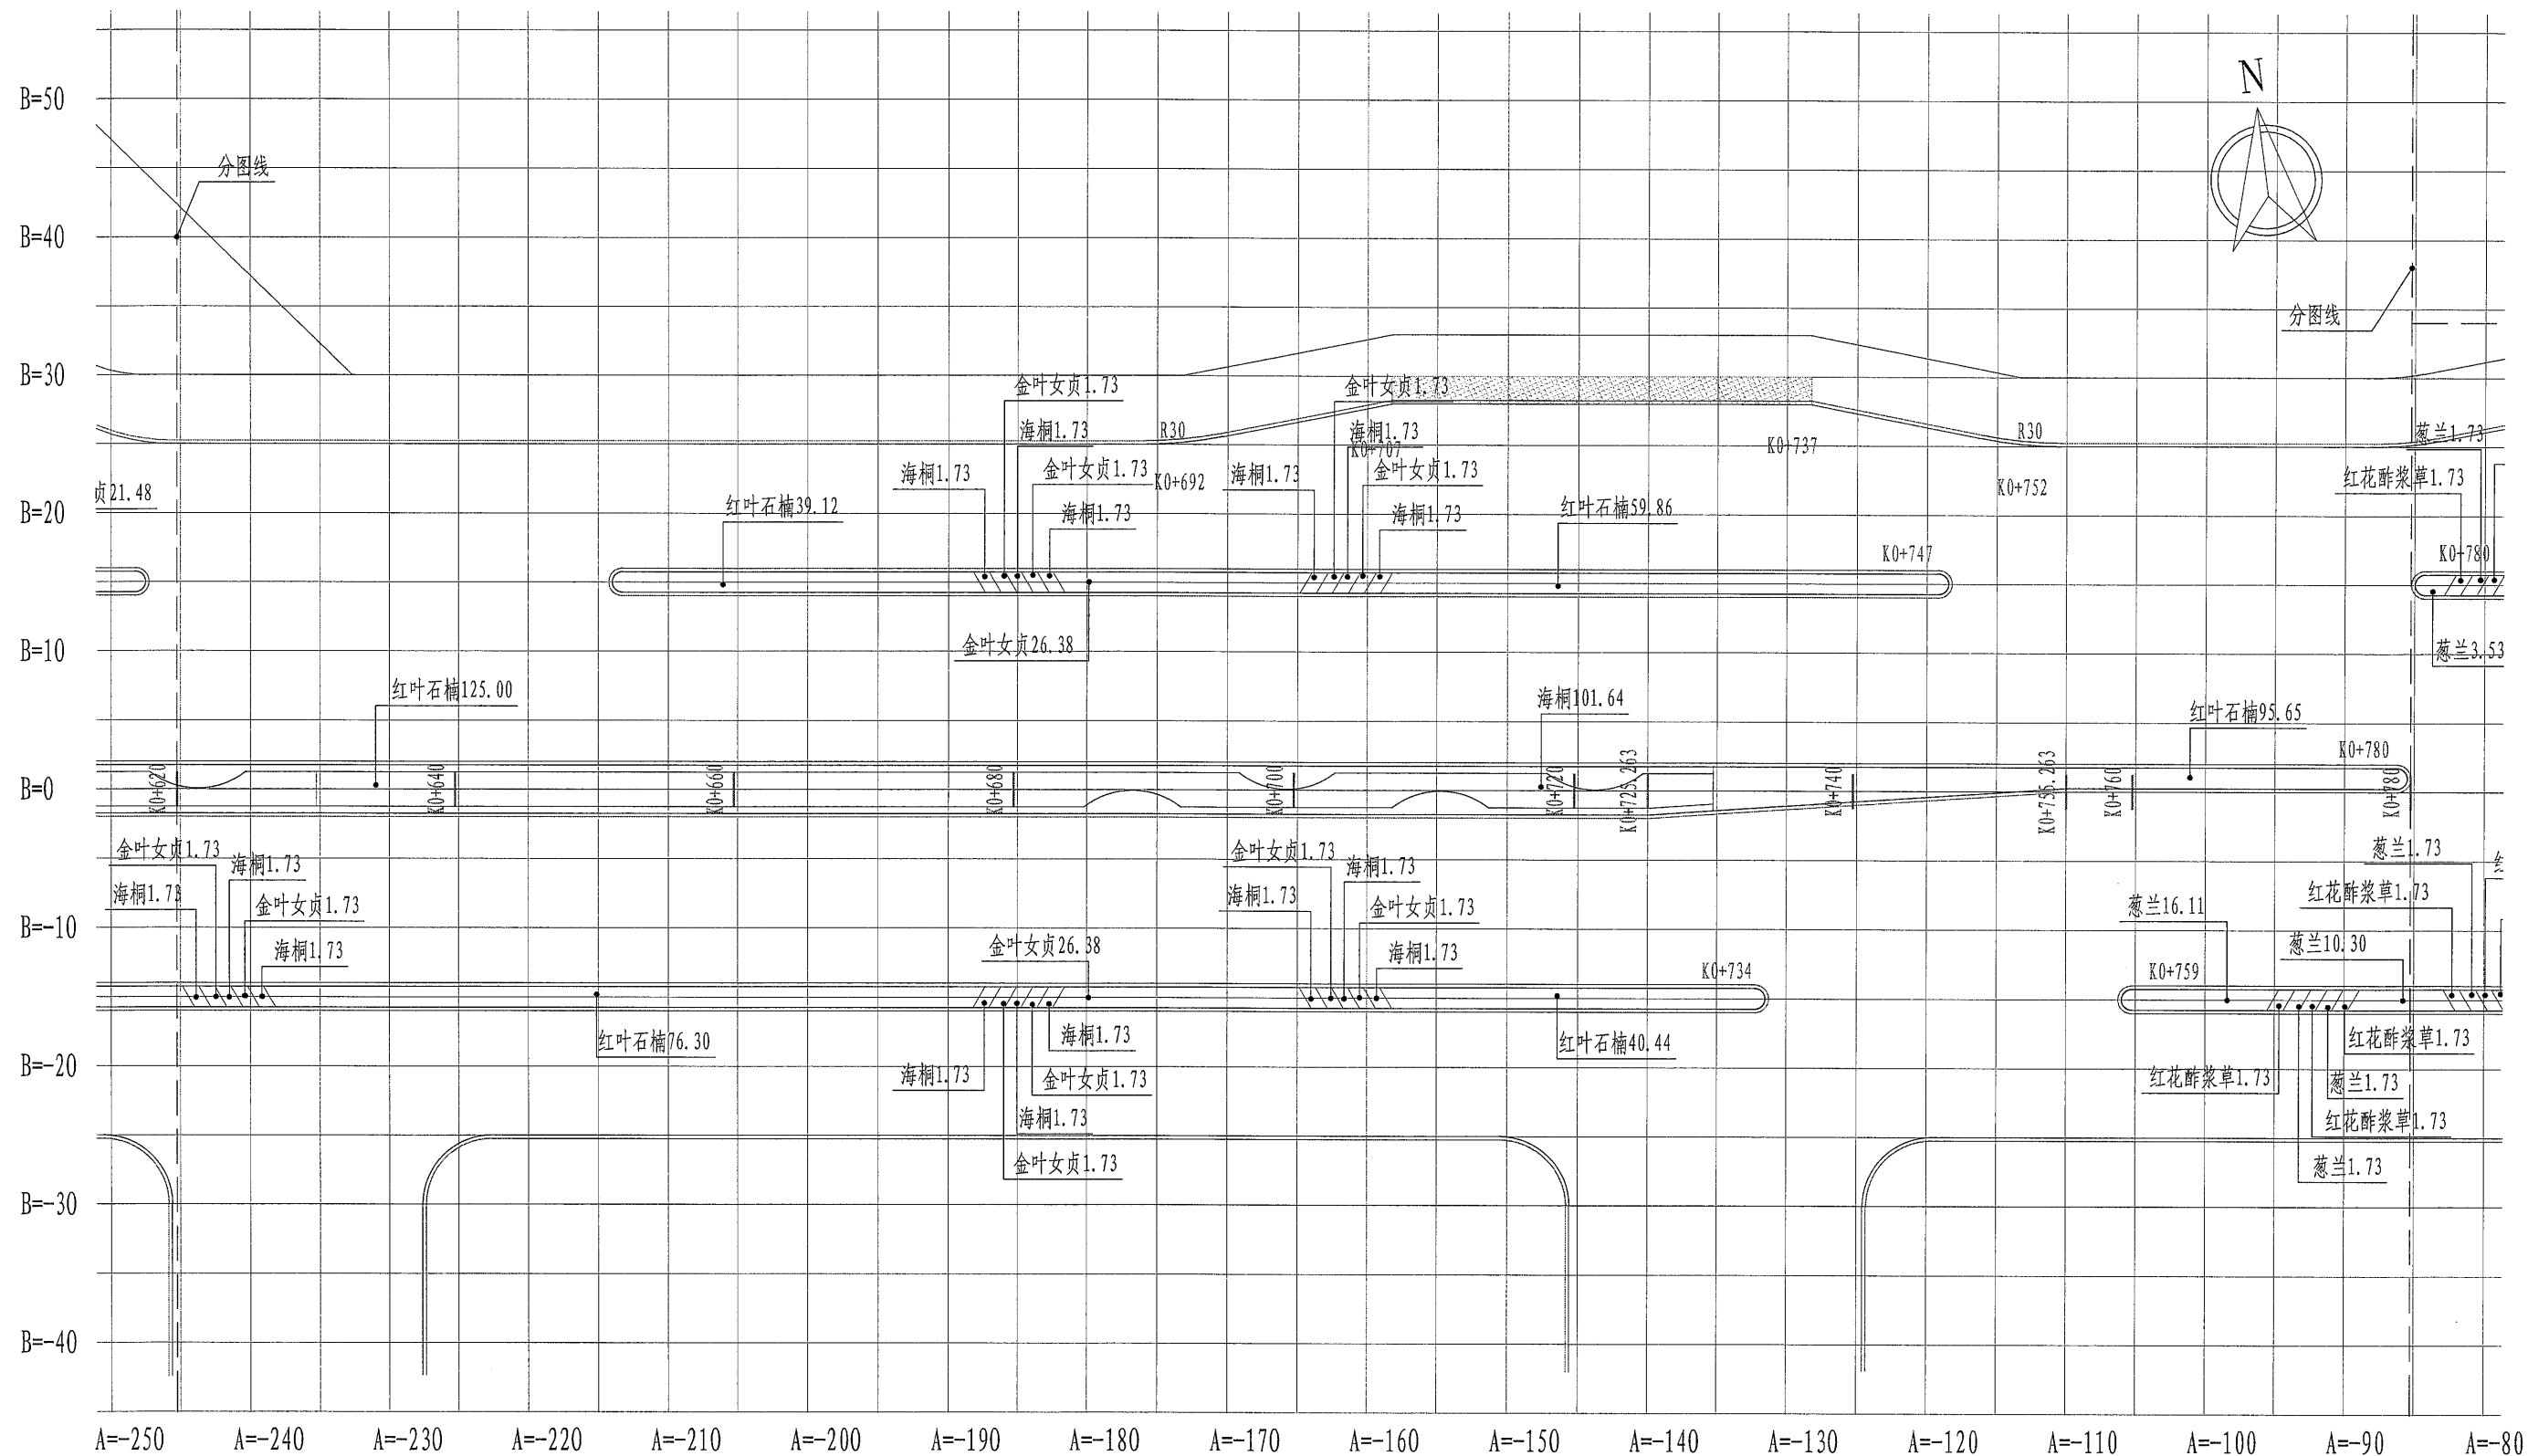 N
B=50
分图线
B=40
分图线
B=30
金叶女贞1.73
金叶女贞1.73
海桐1.73
R30
海桐1.73
K0+707
K0+737
R30
葱兰1.73
海桐1.73
金叶女贞1.73
K0+692
海桐1.73
金叶女贞1.73
K0+752
红花酢浆草1.73
贞21.48
B=20
红叶石楠39.12
海桐1.73
海桐1.73
红叶石楠59.86
K0+747
K0+780
B=10
金叶女贞26.38
葱兰3.53
红叶石楠125.00
海桐101.64
红叶石楠95.65
K0+780
B=0
K0+620
K0+640
K0+660
K0+680
K0+700
K0+720
K0+725.263
K0+740
K0+755.263
K0+760
K0+780
金叶女贞1.73
海桐1.73
金叶女贞1.73
海桐1.73
葱兰1.73
海桐1.73
金叶女贞1.73
海桐1.73
金叶女贞1.73
红花酢浆草1.73
葱兰16.11
B=-10
海桐1.73
金叶女贞26.38
海桐1.73
葱兰10.30
K0+734
K0+759
红叶石楠76.30
海桐1.73
红叶石楠40.44
红花酢浆草1.73
B=-20
海桐1.73
金叶女贞1.73
红花酢浆草1.73
葱兰1.73
海桐1.73
红花酢浆草1.73
金叶女贞1.73
葱兰1.73
B=-30
B=-40
A=-250
A=-240
A=-230
A=-220
A=-210
A=-200
A=-190
A=-180
A=-170
A=-160
A=-150
A=-140
A=-130
A=-120
A=-110
A=-100
A=-90
A=-80